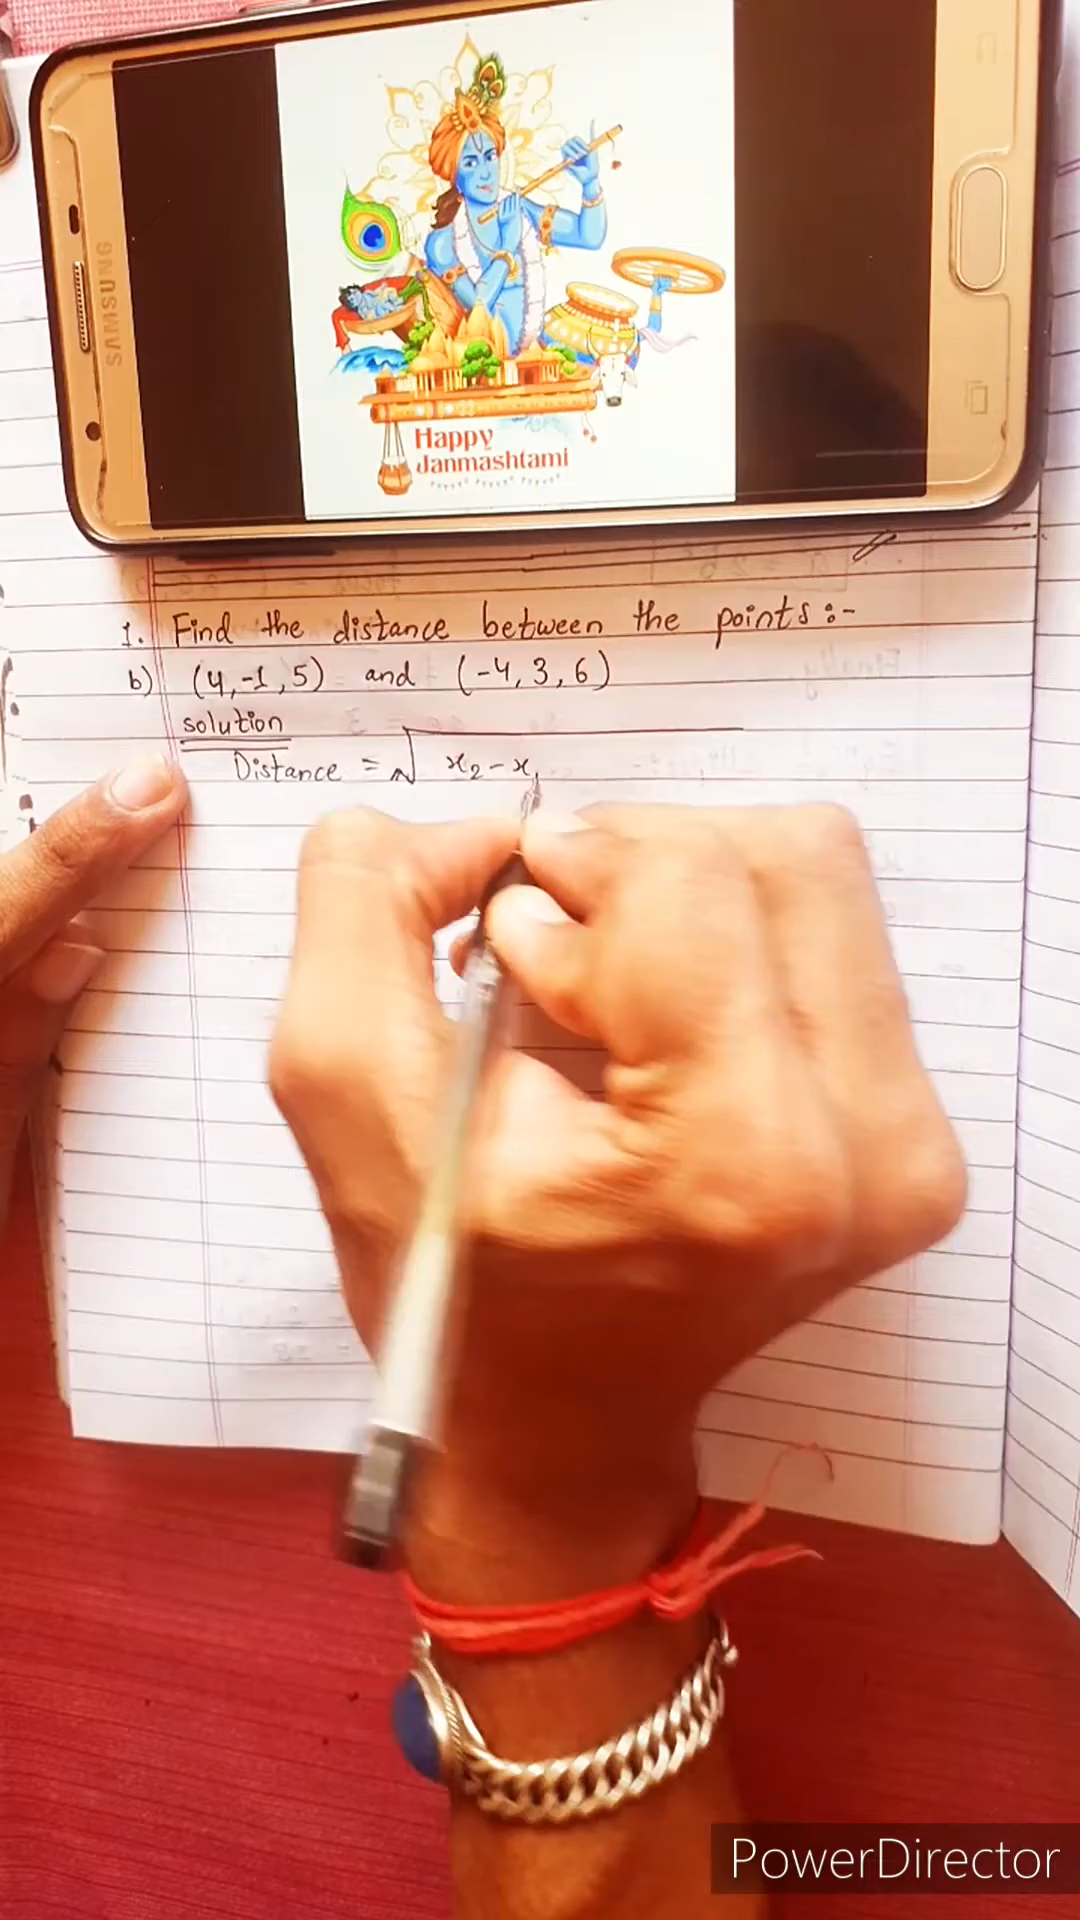 SAMSUNG
Happy
Janmashtami
1. Find the distance between the points:-
b) (4,-1,5) and (-4,3,6)
solution
Distance = √ x₂-x₁
PowerDirector